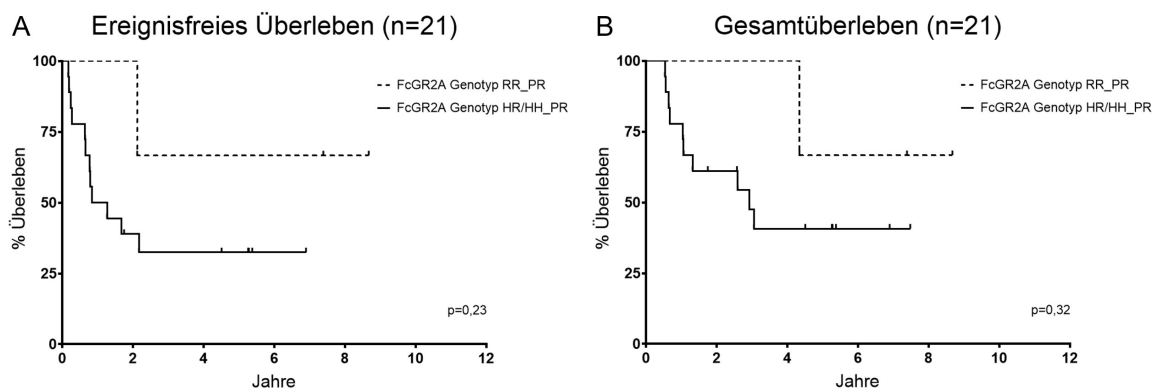 A
Ereignisfreies Überleben (n=21)
100
75
50
25
0
% Überleben
FcGR2A Genotyp RR_PR
FcGR2A Genotyp HR/HH_PR
p=0,23
0 2 4 6 8 10 12
Jahre
B
Gesamtüberleben (n=21)
100
75
50
25
0
% Überleben
FcGR2A Genotyp RR_PR
FcGR2A Genotyp HR/HH_PR
p=0,32
0 2 4 6 8 10 12
Jahre